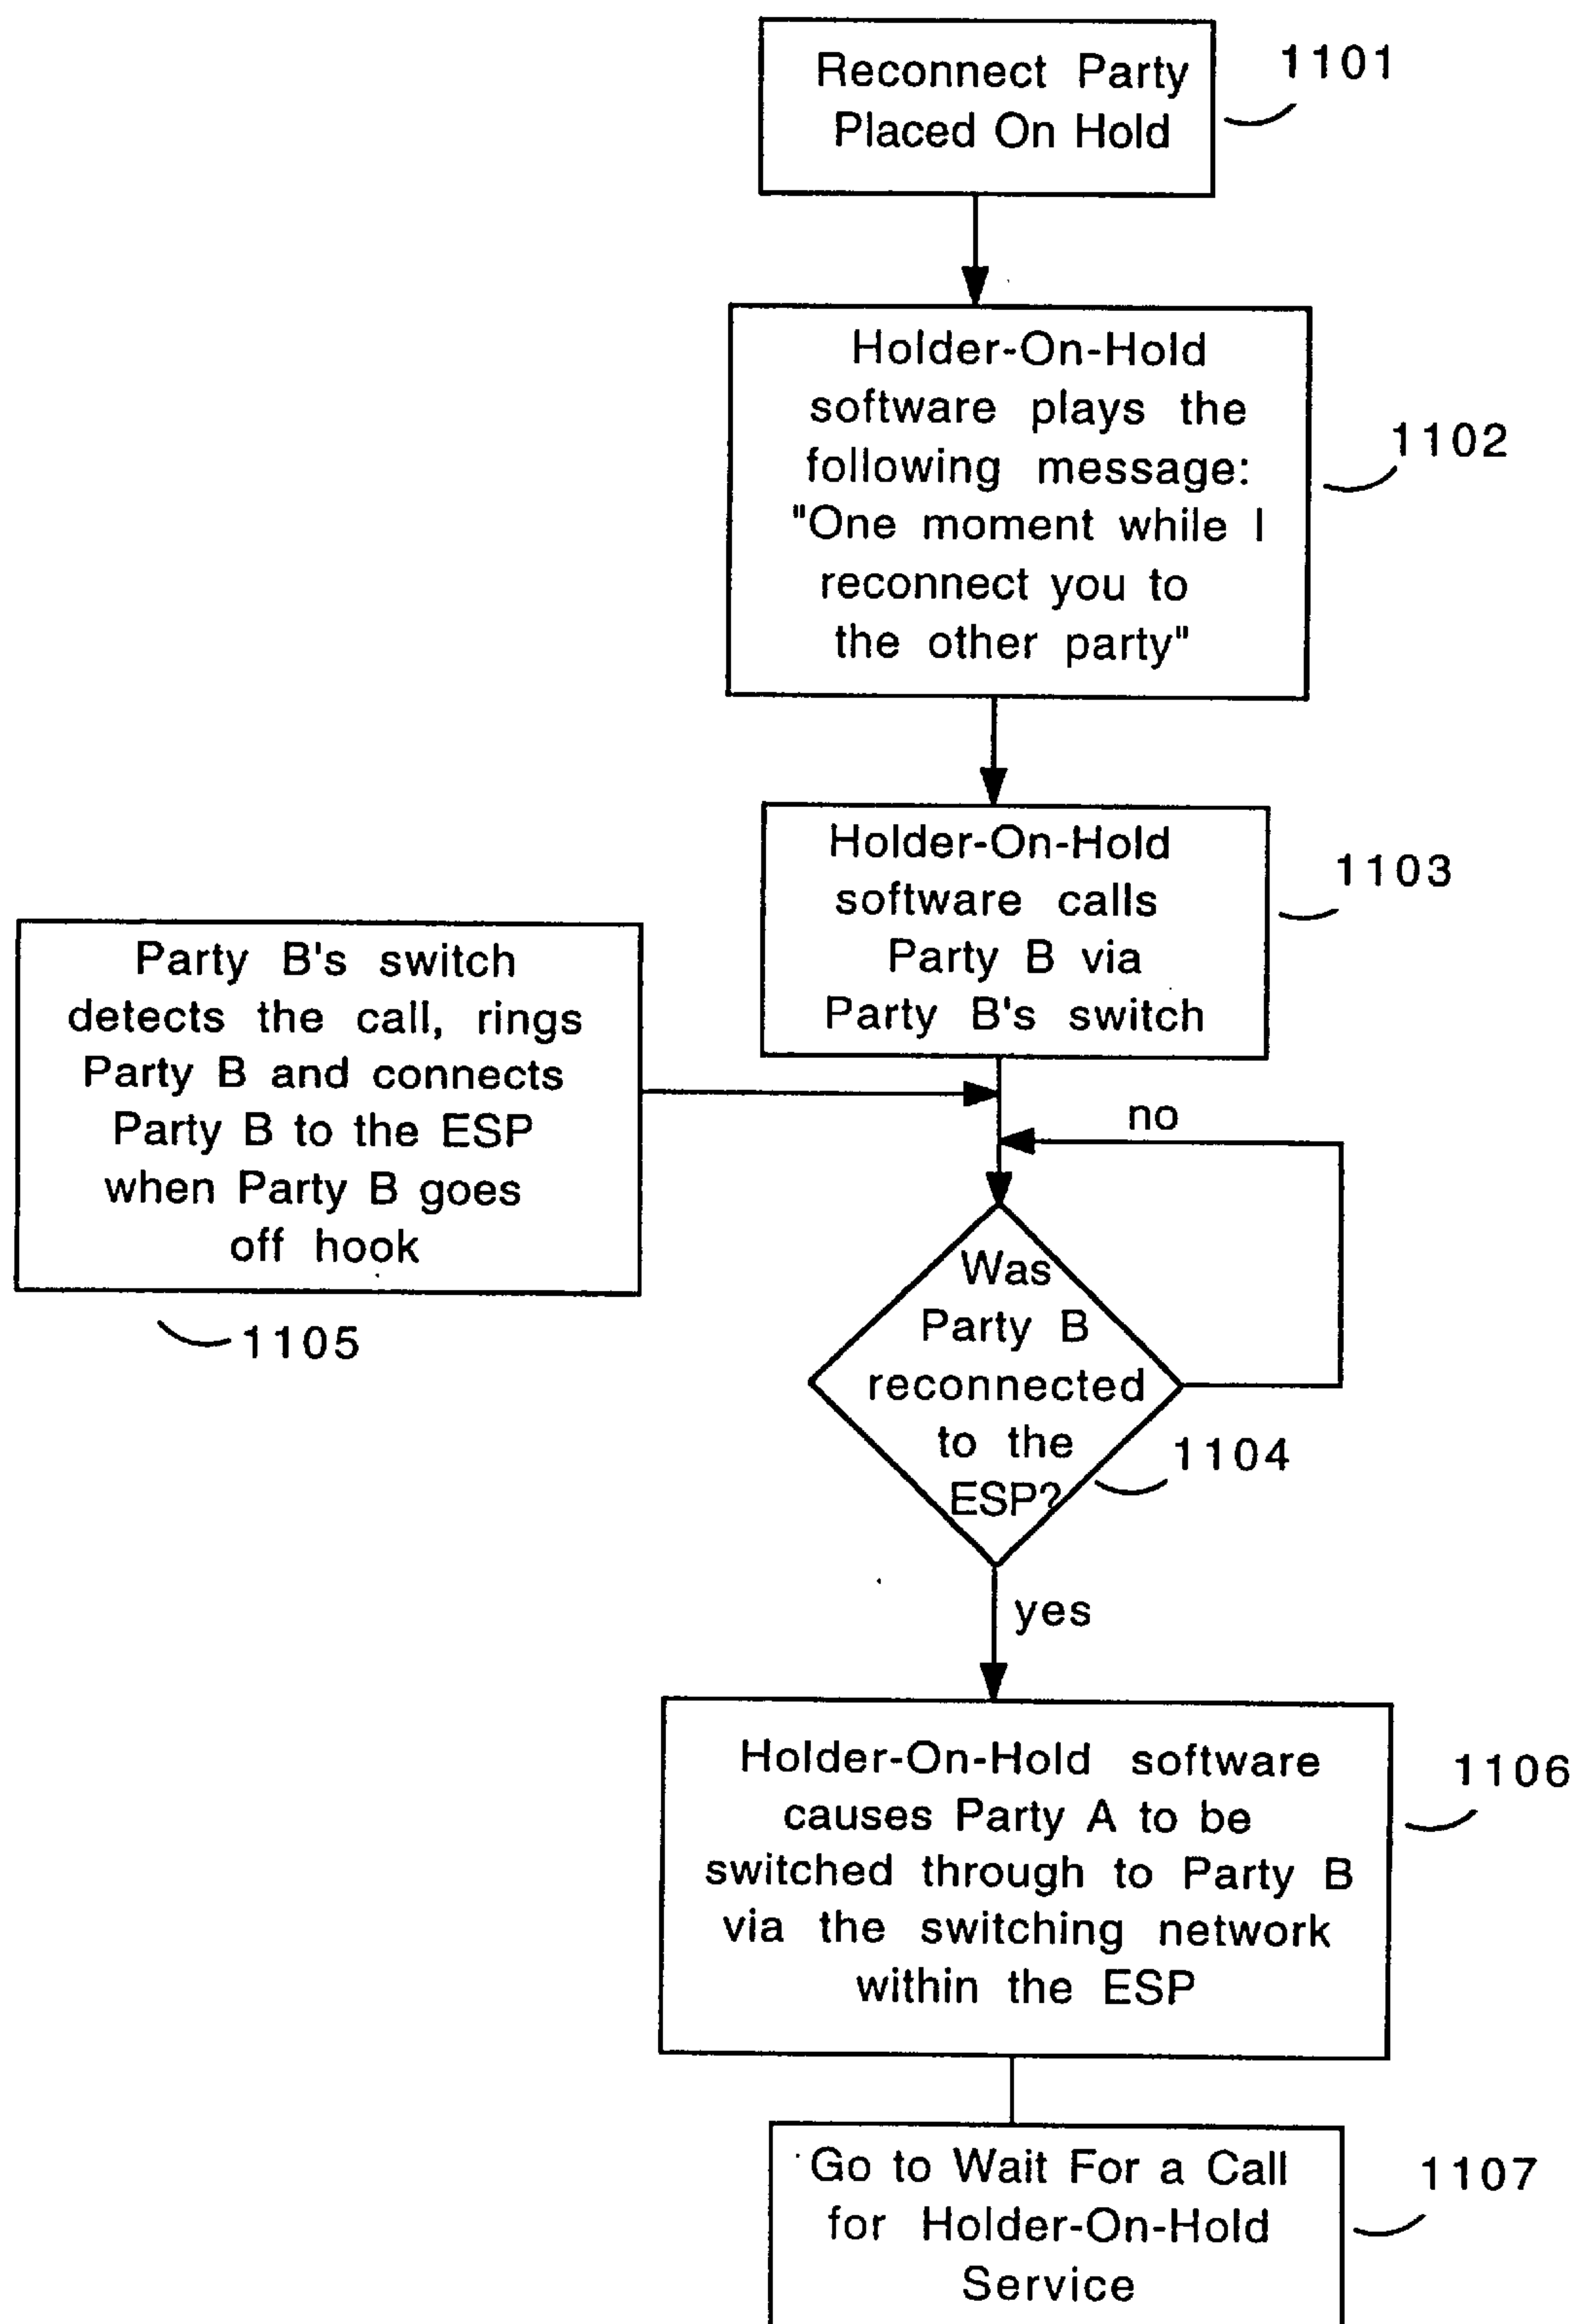 Reconnect Party
Placed On Hold
1101
Holder-On-Hold
software plays the
following message:
"One moment while I
reconnect you to
the other party"
1102
Holder-On-Hold
software calls
Party B via
Party B's switch
1103
Party B's switch
detects the call, rings
Party B and connects
Party B to the ESP
when Party B goes
off hook
1105
no
Was
Party B
reconnected
to the
ESP?
1104
yes
Holder-On-Hold software
causes Party A to be
switched through to Party B
via the switching network
within the ESP
1106
Go to Wait For a Call
for Holder-On-Hold
Service
1107